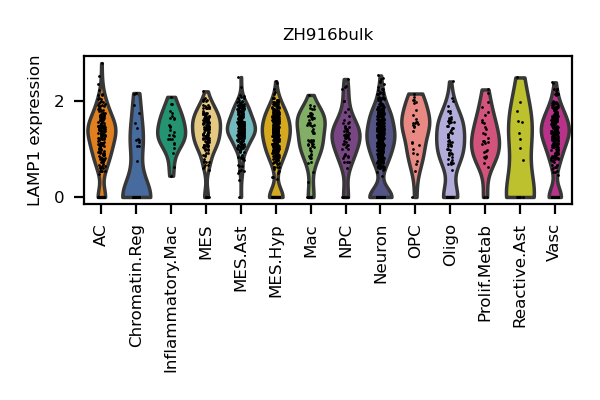 ZH916bulk
LAMP1 expression
2
0
AC
Chromatin.Reg
Inflammatory.Mac
MES
MES.Ast
MES.Hyp
Mac
NPC
Neuron
OPC
Oligo
Prolif.Metab
Reactive.Ast
Vasc